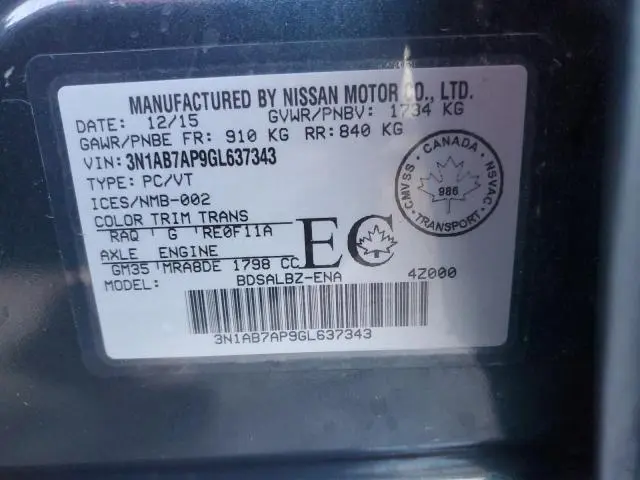 MANUFACTURED BY NISSAN MOTOR CO., LTD.
DATE: 12/15 GVWR/PNBV: 1734 KG
GAWR/PNBE FR: 910 KG RR: 840 KG
VIN: 3N1AB7AP9GL637343
TYPE: PC/VT
ICES/NMB-002
COLOR TRIM TRANS
RAQ ' G ' RE0F11A
AXLE ENGINE
GM35 'MRA8DE 1798 CC
MODEL: BDSALBZ-ENA 4Z000
EC
3N1AB7AP9GL637343
CANADA
CMVSS
986
NSVAC
TRANSPORT